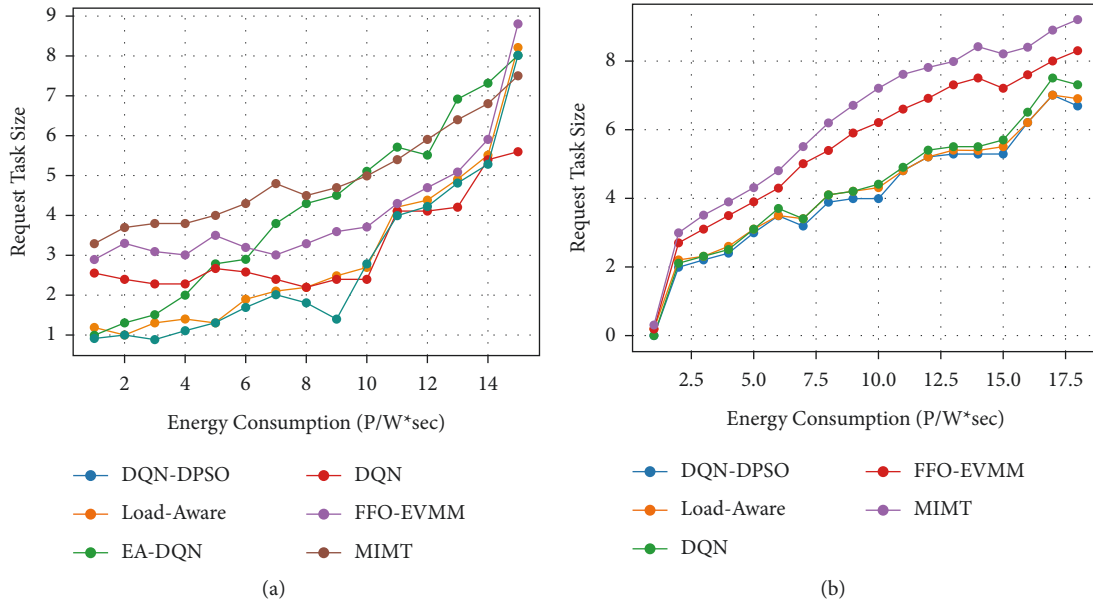 9
8
7
6
5
4
3
2
1
Request Task Size
2 4 6 8 10 12 14
Energy Consumption (P/W*sec)
DQN-DPSO DQN
Load-Aware FFO-EVMM
EA-DQN MIMT
(a)
8
6
4
2
0
Request Task Size
2.5 5.0 7.5 10.0 12.5 15.0 17.5
Energy Consumption (P/W*sec)
DQN-DPSO FFO-EVMM
Load-Aware MIMT
DQN
(b)